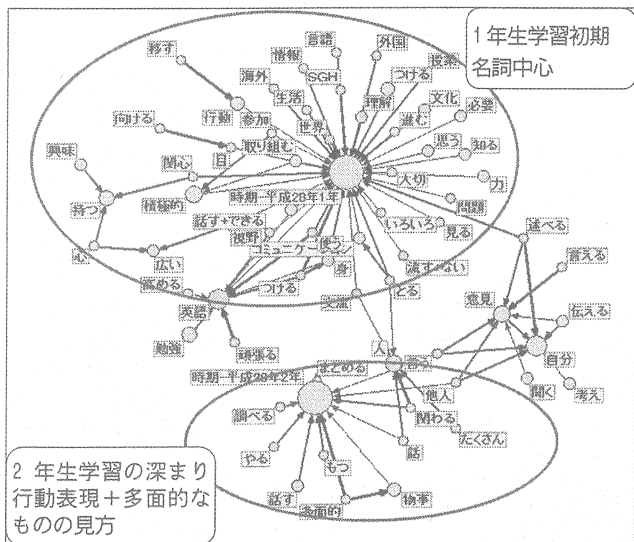 1年生学習初期
名詞中心
移す
言語
情報
外国
SGH
つける
授業
海外
生活
理解
文化
必要
行動
参加
世界
進む
向ける
取り組む
目
思う
知る
興味
関心
大切
力
積極的
時期-平成28年1年
持つ
問題
話す+できる
いろいろ
見る
述べる
視野
コミュニケー
使う
心
広い
身
流す+ない
言える
高める
つける
とる
交流
意見
英語
伝える
勉強
頑張る
人
言う
自分
時期-平成28年2年
まとめる
他人
聞く
考え
調べる
関わる
たくさん
話
やる
もつ
話す
物事
多面的
2 年生学習の深まり
行動表現+多面的な
ものの見方